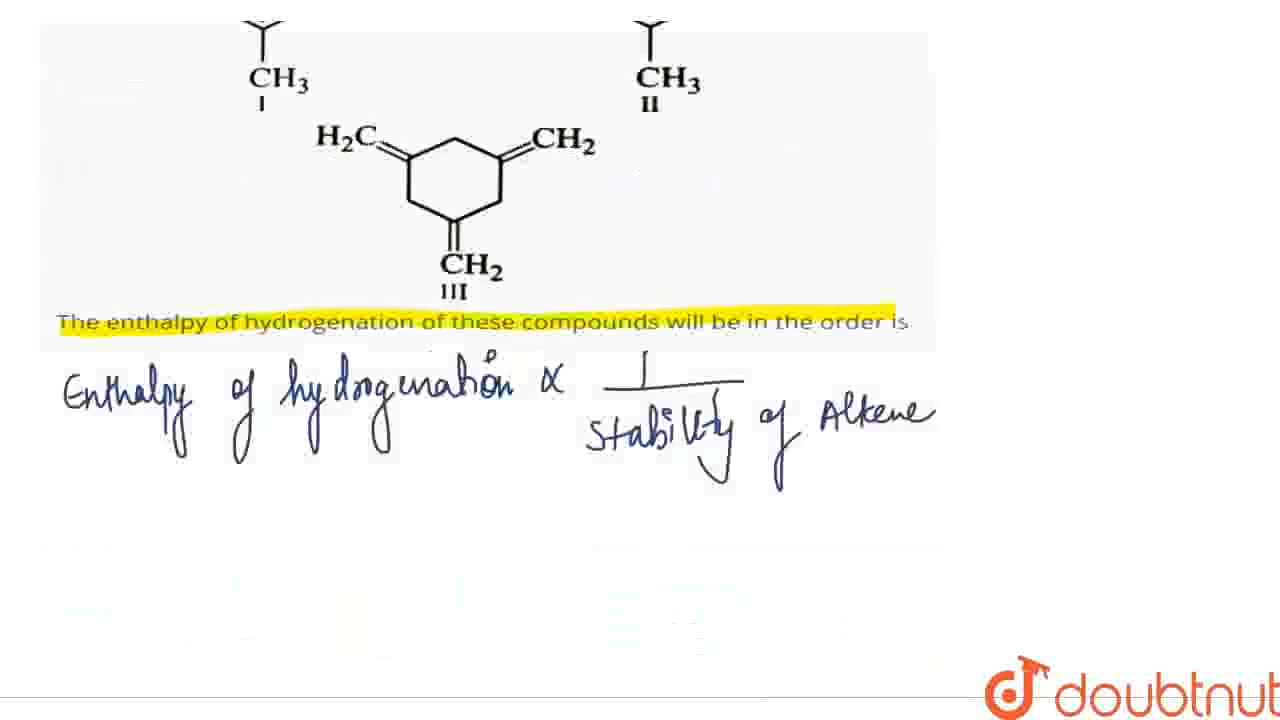 CH₃ CH₃
I II
H₂C CH₂
CH₂
III
The enthalpy of hydrogenation of these compounds will be in the order is
Enthalpy of hydrogenation ∝ 1
Stability of Alkene
doubtnut